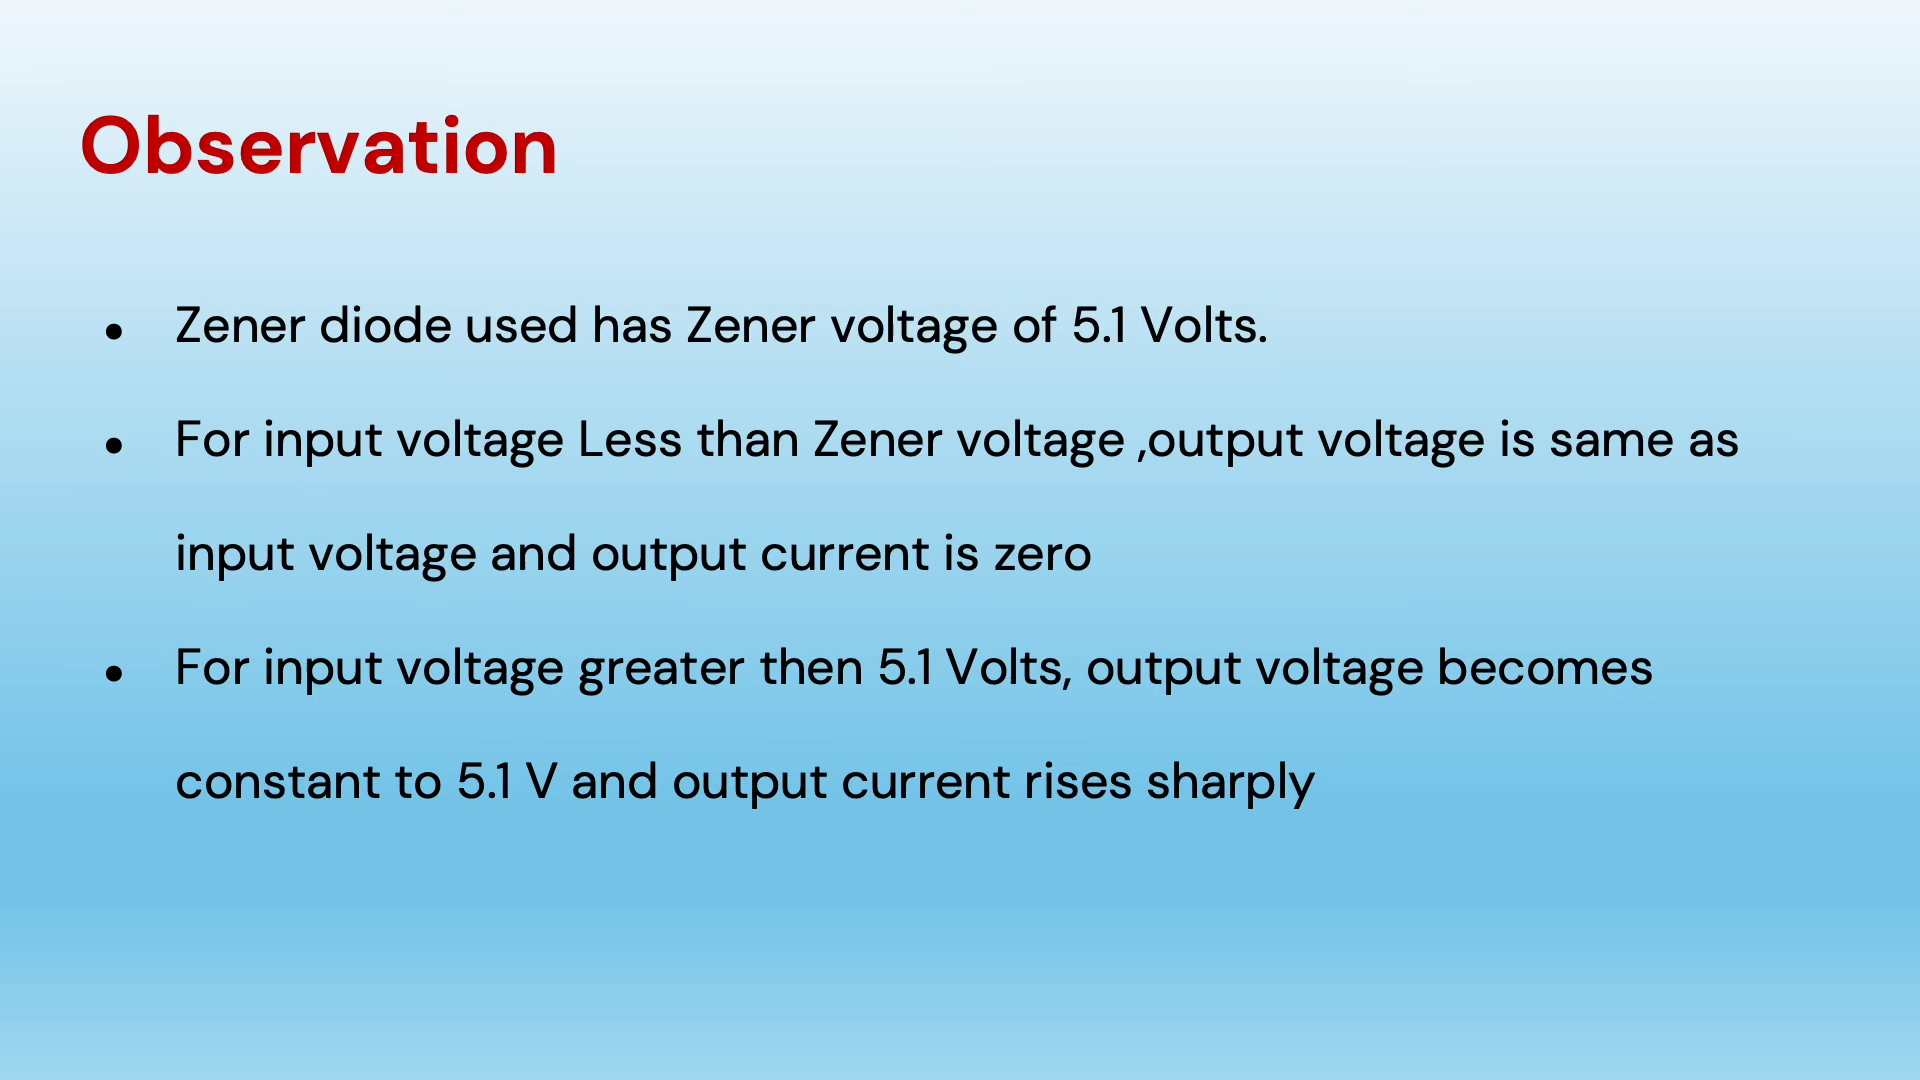 Observation
• Zener diode used has Zener voltage of 5.1 Volts.
• For input voltage Less than Zener voltage ,output voltage is same as
input voltage and output current is zero
• For input voltage greater then 5.1 Volts, output voltage becomes
constant to 5.1 V and output current rises sharply